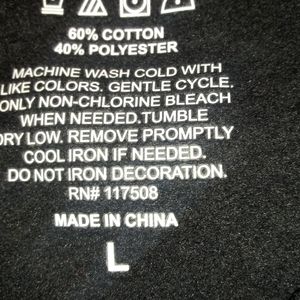 60% COTTON
40% POLYESTER
MACHINE WASH COLD WITH
LIKE COLORS. GENTLE CYCLE.
ONLY NON-CHLORINE BLEACH
WHEN NEEDED.TUMBLE
DRY LOW. REMOVE PROMPTLY
COOL IRON IF NEEDED.
DO NOT IRON DECORATION.
RN# 117508
MADE IN CHINA
L